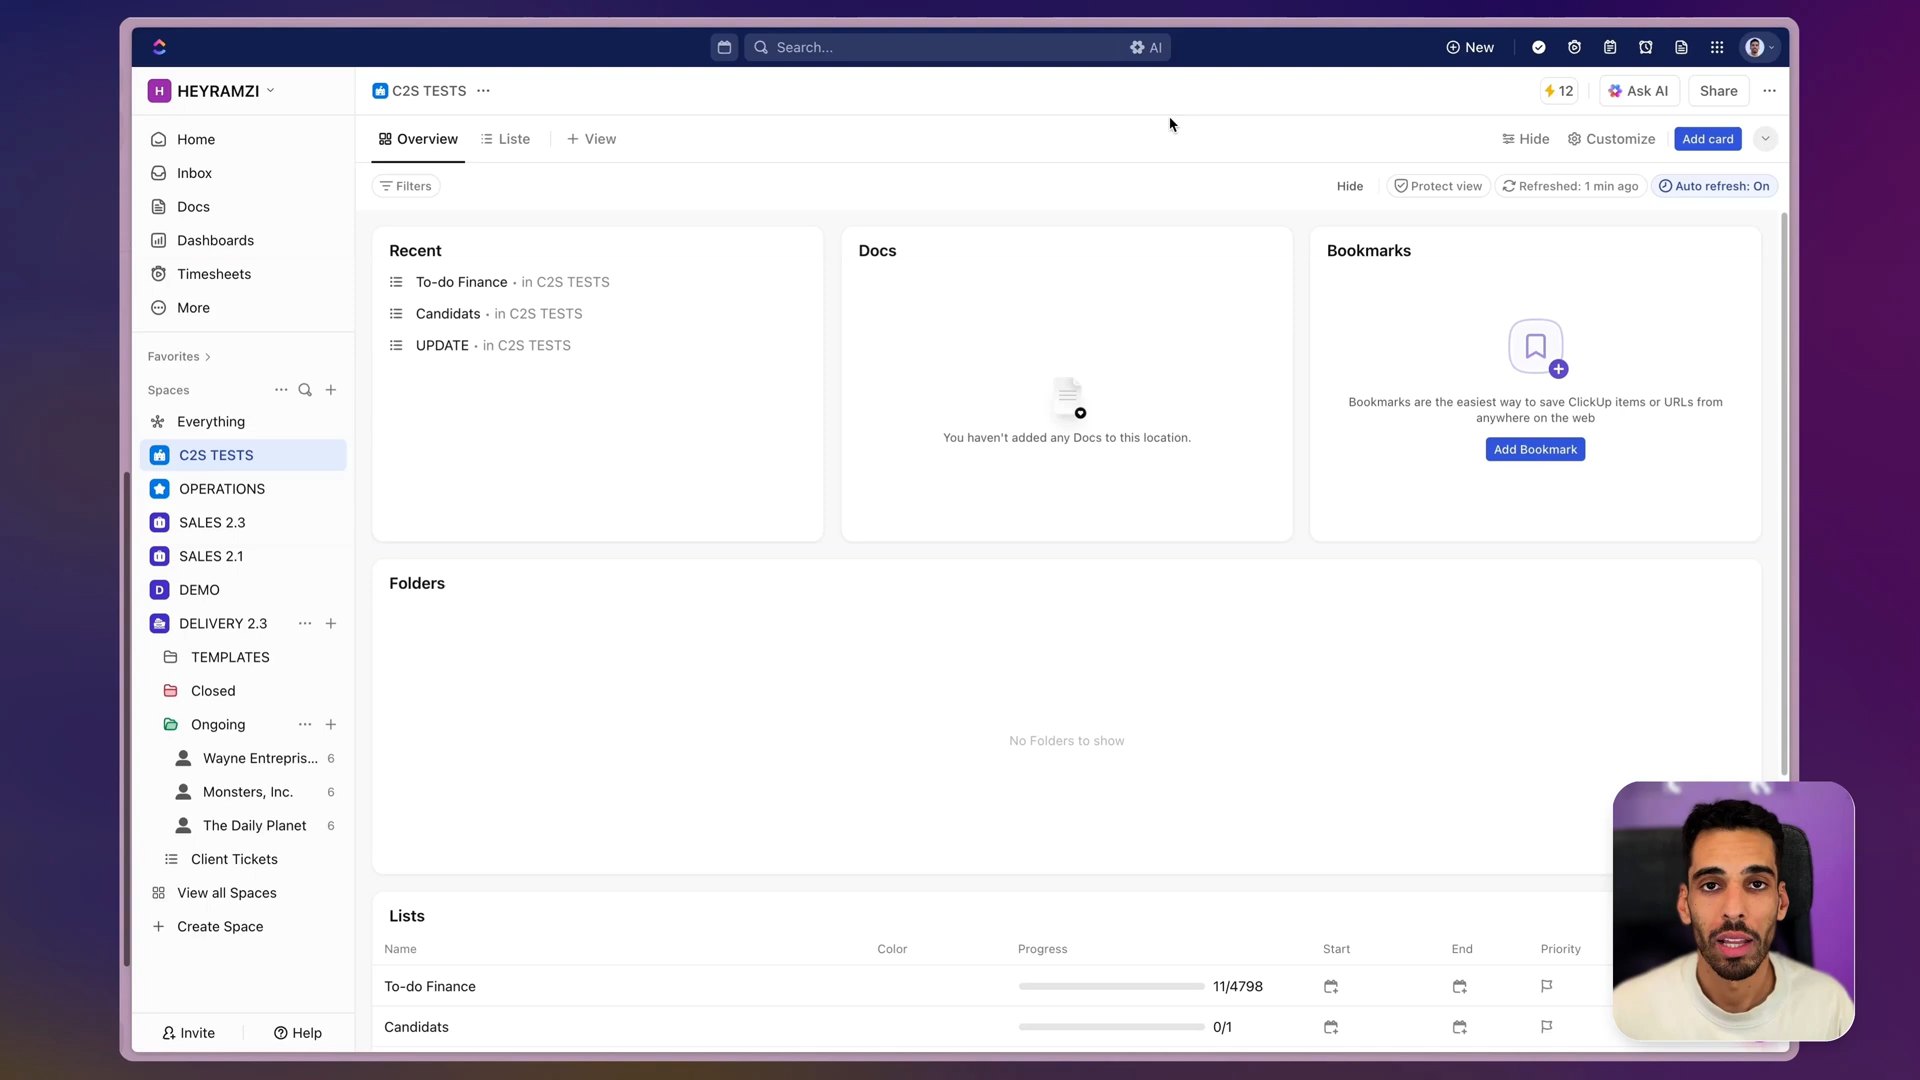 Search...
AI
New
H HEYRAMZI
C2S TESTS
12
Ask AI
Share
Home
Inbox
Docs
Dashboards
Timesheets
More
Favorites
Spaces
Everything
C2S TESTS
OPERATIONS
SALES 2.3
SALES 2.1
D DEMO
DELIVERY 2.3
TEMPLATES
Closed
Ongoing
Wayne Entrepris... 6
Monsters, Inc. 6
The Daily Planet 6
Client Tickets
View all Spaces
Create Space
Invite
Help
Overview
Liste
View
Hide
Customize
Add card
Filters
Hide
Protect view
Refreshed: 1 min ago
Auto refresh: On
Recent
To-do Finance • in C2S TESTS
Candidats • in C2S TESTS
UPDATE • in C2S TESTS
Docs
You haven't added any Docs to this location.
Bookmarks
Bookmarks are the easiest way to save ClickUp items or URLs from
anywhere on the web
Add Bookmark
Folders
No Folders to show
Lists
Name Color Progress Start End Priority
To-do Finance 11/4798
Candidats 0/1